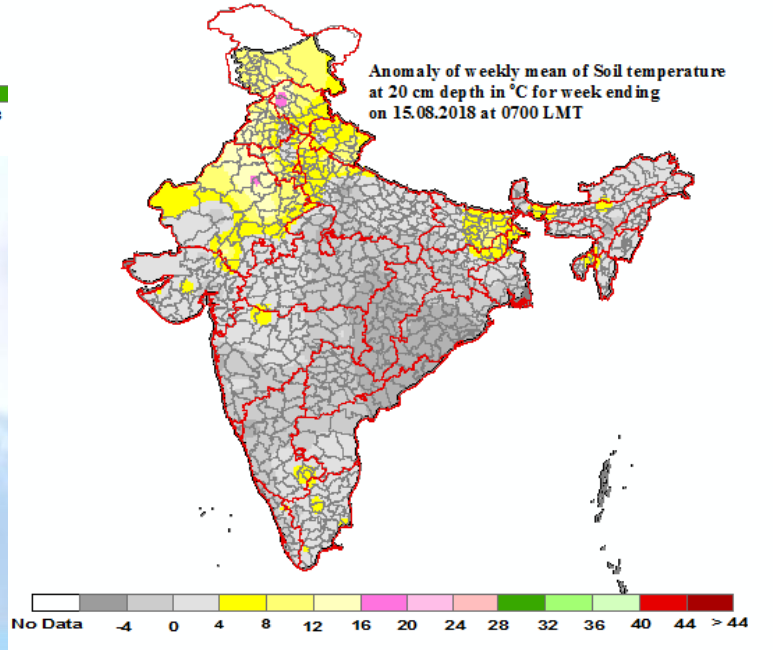 Anomaly of weekly mean of Soil temperature
at 20 cm depth in °C for week ending
on 15.08.2018 at 0700 LMT
No Data -4 0 4 8 12 16 20 24 28 32 36 40 44 > 44